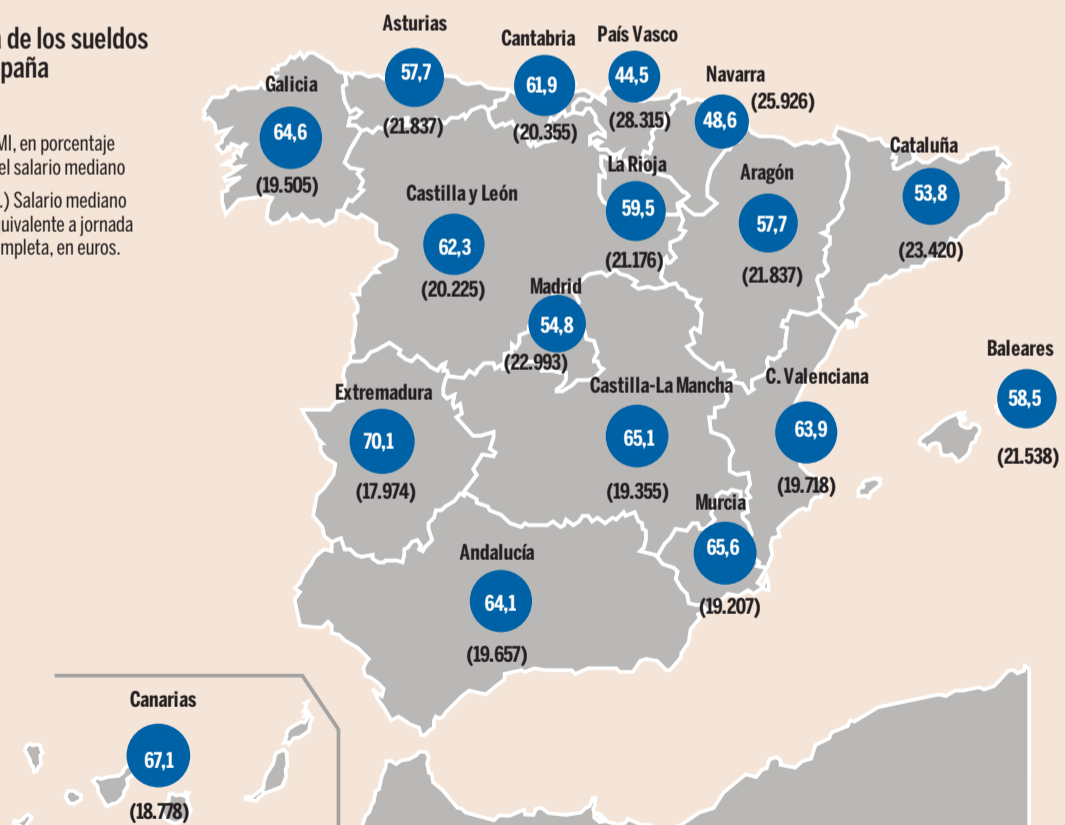 de los sueldos
Asturias
57,7
(21.837)
Cantabria
61,9
(20.355)
País Vasco
44,5
(28.315)
Navarra
(25.926)
48,6
Galicia
64,6
(19.505)
en porcentaje
el salario mediano
Salario mediano
a jornada
en euros.
Castilla y León
62,3
(20.225)
La Rioja
59,5
(21.176)
Aragón
57,7
(21.837)
Cataluña
53,8
(23.420)
Madrid
54,8
(22.993)
Extremadura
70,1
(17.974)
Castilla-La Mancha
65,1
(19.355)
C. Valenciana
63,9
(19.718)
Baleares
58,5
(21.538)
Murcia
65,6
(19.207)
Andalucía
64,1
(19.657)
Canarias
67,1
(18.778)